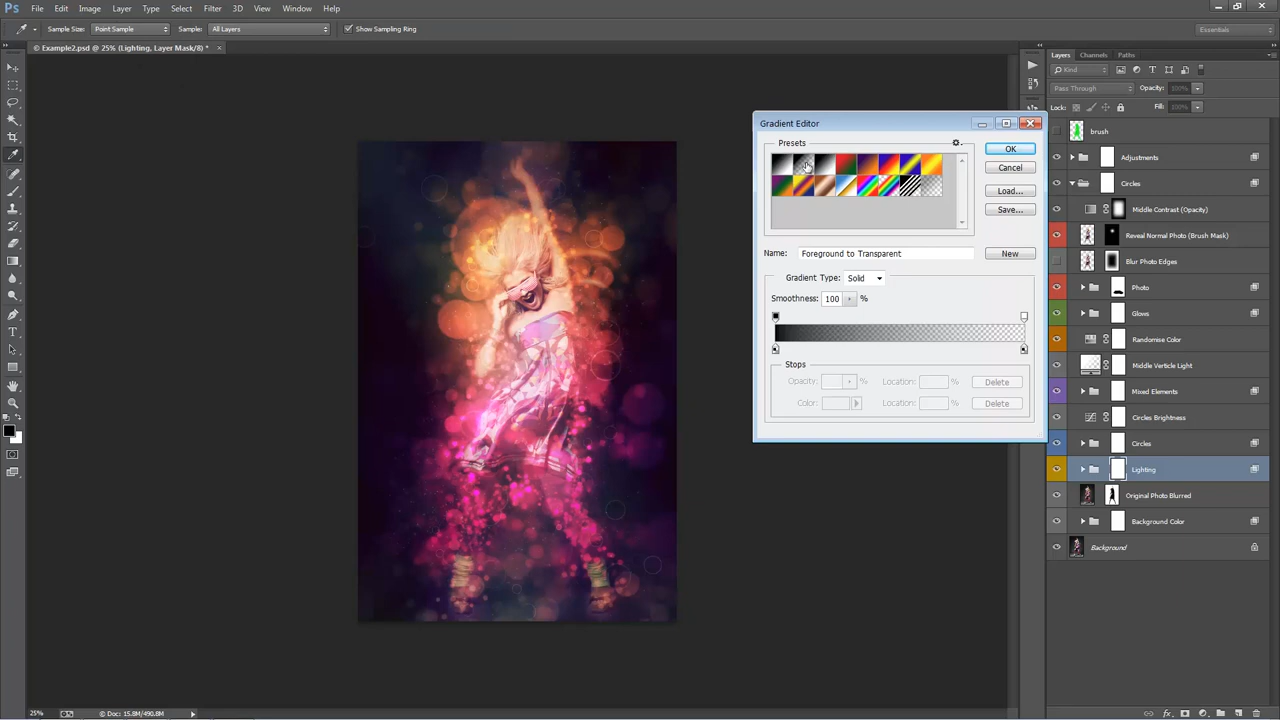 Ps File Edit Image Layer Type Select Filter 3D View Window Help
Sample Size: Point Sample Sample: All Layers Show Sampling Ring Essentials
© Example2.psd @ 25% (Lighting, Layer Mask/8) * ×
Layers Channels Paths
Kind
Pass Through Opacity: 100%
Lock: Fill: 100%
brush
Adjustments
Circles
Middle Contrast (Opacity)
Reveal Normal Photo (Brush Mask)
Blur Photo Edges
Photo
Glows
Randomise Color
Middle Verticle Light
Mixed Elements
Circles Brightness
Circles
Lighting
Original Photo Blurred
Background Color
Background
Gradient Editor
Presets
OK
Cancel
Load...
Save...
Name: Foreground to Transparent New
Gradient Type: Solid
Smoothness: 100 %
Stops
Opacity: % Location: % Delete
Color: Location: % Delete
25% © Doc: 15.8M/490.8M